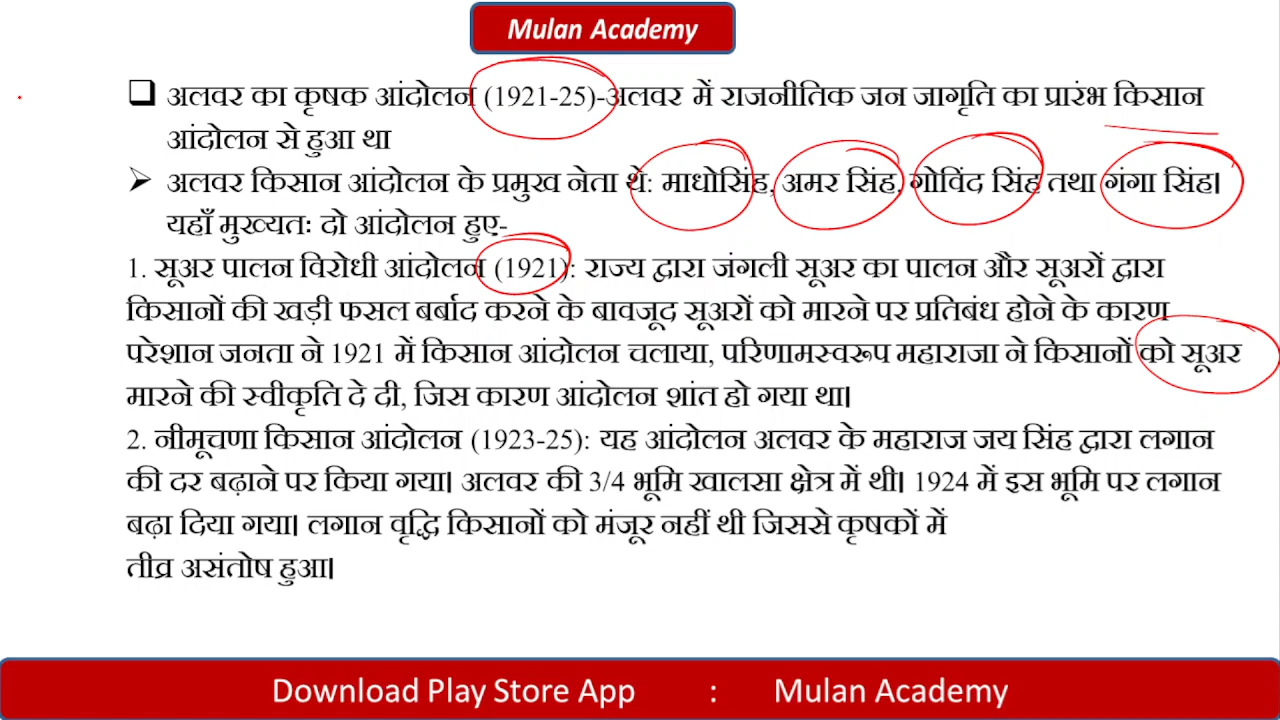 Mulan Academy
अलवर का कृषक आंदोलन (1921-25)-अलवर में राजनीतिक जन जागृति का प्रारंभ किसान
आंदोलन से हुआ था
अलवर किसान आंदोलन के प्रमुख नेता थे: माधोसिंह, अमर सिंह, गोविंद सिंह तथा गंगा सिंह।
यहाँ मुख्यतः दो आंदोलन हुए-
1. सूअर पालन विरोधी आंदोलन (1921): राज्य द्वारा जंगली सूअर का पालन और सूअरों द्वारा
किसानों की खड़ी फसल बर्बाद करने के बावजूद सूअरों को मारने पर प्रतिबंध होने के कारण
परेशान जनता ने 1921 में किसान आंदोलन चलाया, परिणामस्वरूप महाराजा ने किसानों को सूअर
मारने की स्वीकृति दे दी, जिस कारण आंदोलन शांत हो गया था।
2. नीमूचणा किसान आंदोलन (1923-25): यह आंदोलन अलवर के महाराज जय सिंह द्वारा लगान
की दर बढ़ाने पर किया गया। अलवर की 3/4 भूमि खालसा क्षेत्र में थी। 1924 में इस भूमि पर लगान
बढ़ा दिया गया। लगान वृद्धि किसानों को मंजूर नहीं थी जिससे कृषकों में
तीव्र असंतोष हुआ।
Download Play Store App : Mulan Academy